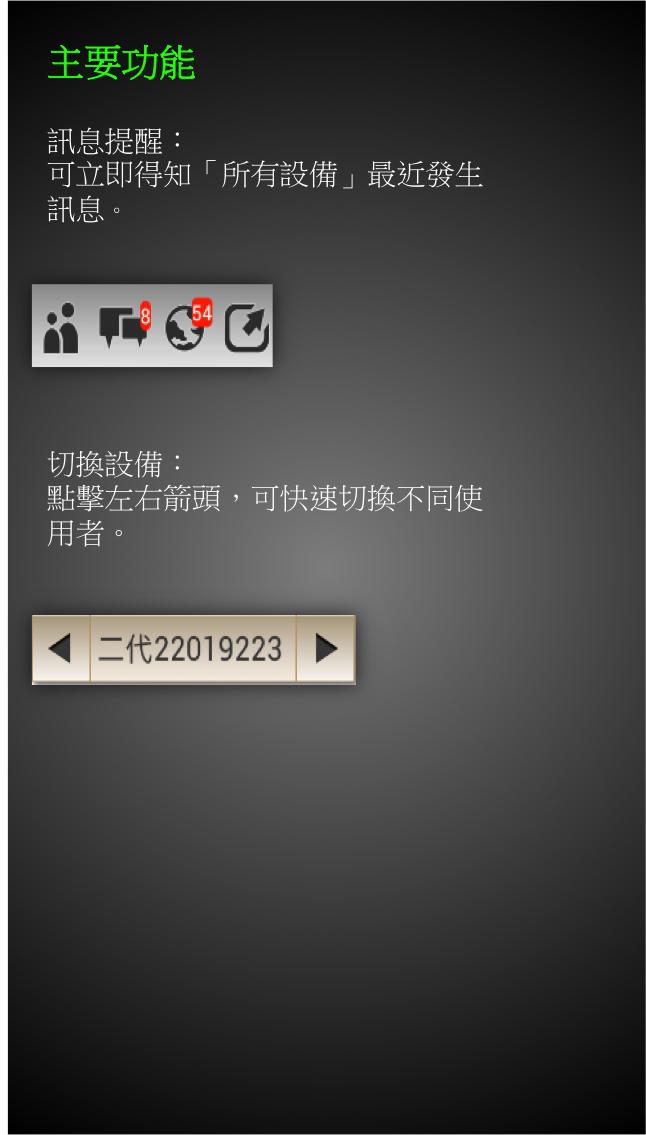 主要功能
訊息提醒：
可立即得知「所有設備」最近發生
訊息。
8 54
切換設備：
點擊左右箭頭，可快速切換不同使
用者。
二代22019223